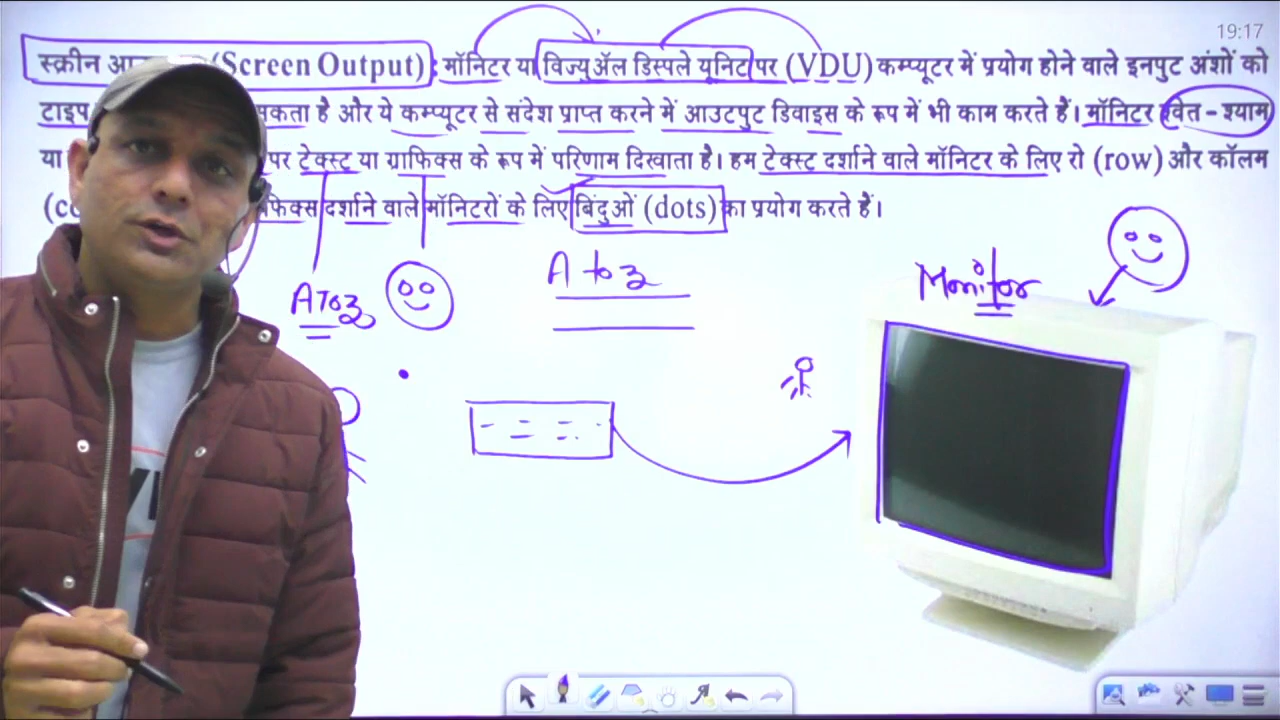 19:17
स्क्रीन (Screen Output) : मॉनिटर या विज्युॲल डिस्पले यूनिट पर (VDU) कम्प्यूटर में प्रयोग होने वाले इनपुट अंशों को
टाइप सकता है और ये कम्प्यूटर से संदेश प्राप्त करने में आउटपुट डिवाइस के रूप में भी काम करते हैं। मॉनिटर श्वेत - श्याम
या पर टेक्स्ट या ग्राफिक्स के रूप में परिणाम दिखाता है। हम टेक्स्ट दर्शाने वाले मॉनिटर के लिए रो (row) और कॉलम
दर्शाने वाले मॉनिटरों के लिए बिंदुओं (dots) का प्रयोग करते हैं।
A to z
Monitor
A To z